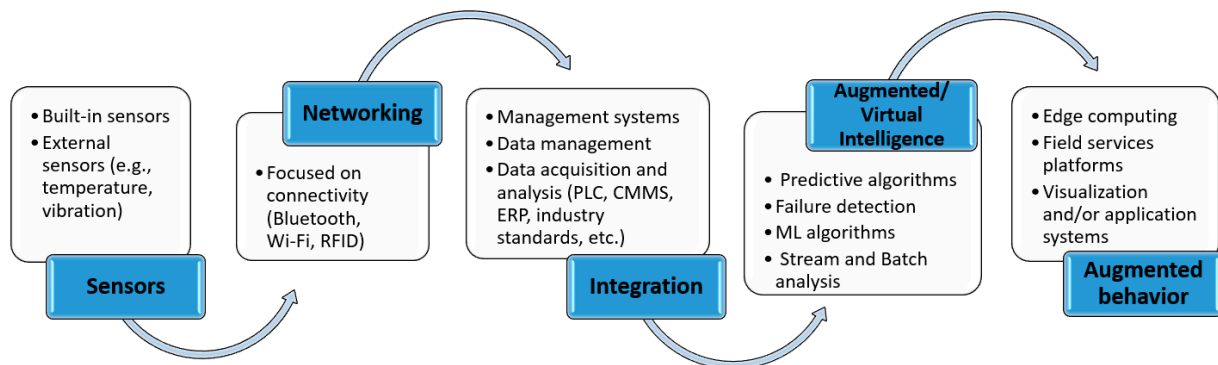 • Built-in sensors
• External
sensors (e.g.,
temperature,
vibration)
Sensors
Networking
• Focused on
connectivity
(Bluetooth,
Wi-Fi, RFID)
• Management systems
• Data management
• Data acquisition and
analysis (PLC, CMMS,
ERP, industry
standards, etc.)
Integration
Augmented/
Virtual
Intelligence
• Predictive algorithms
• Failure detection
• ML algorithms
• Stream and Batch
analysis
• Edge computing
• Field services
platforms
• Visualization
and/or application
systems
Augmented
behavior